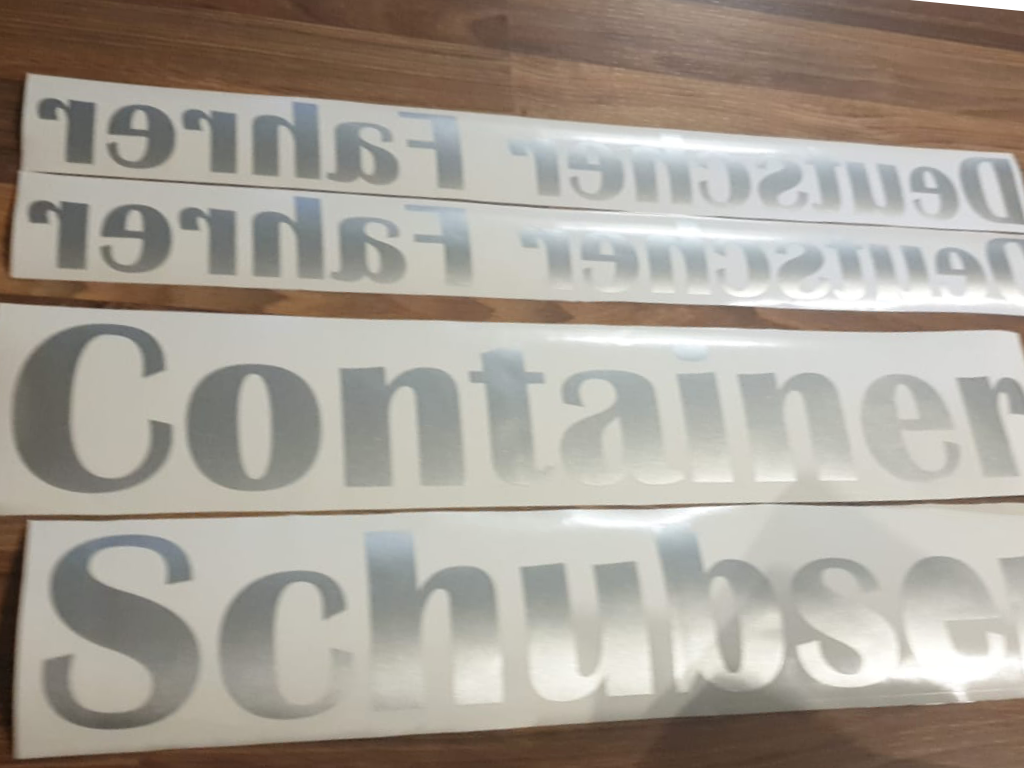 Deutscher Fahrer
Deutscher Fahrer
Container
Schubser